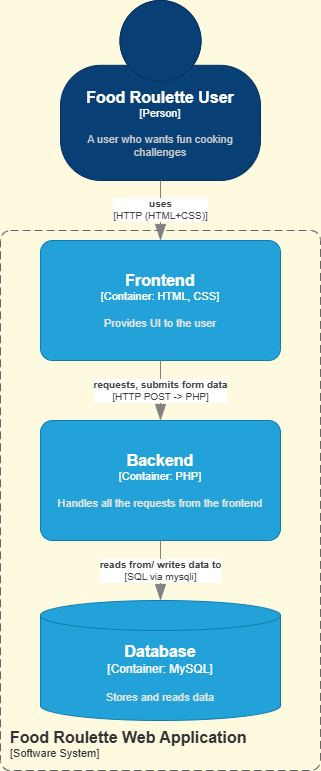 Food Roulette User
[Person]
A user who wants fun cooking
challenges
uses
[HTTP (HTML+CSS)]
Frontend
[Container: HTML, CSS]
Provides UI to the user
requests, submits form data
[HTTP POST -> PHP]
Backend
[Container: PHP]
Handles all the requests from the frontend
reads from/ writes data to
[SQL via mysqli]
Database
[Container: MySQL]
Stores and reads data
Food Roulette Web Application
[Software System]